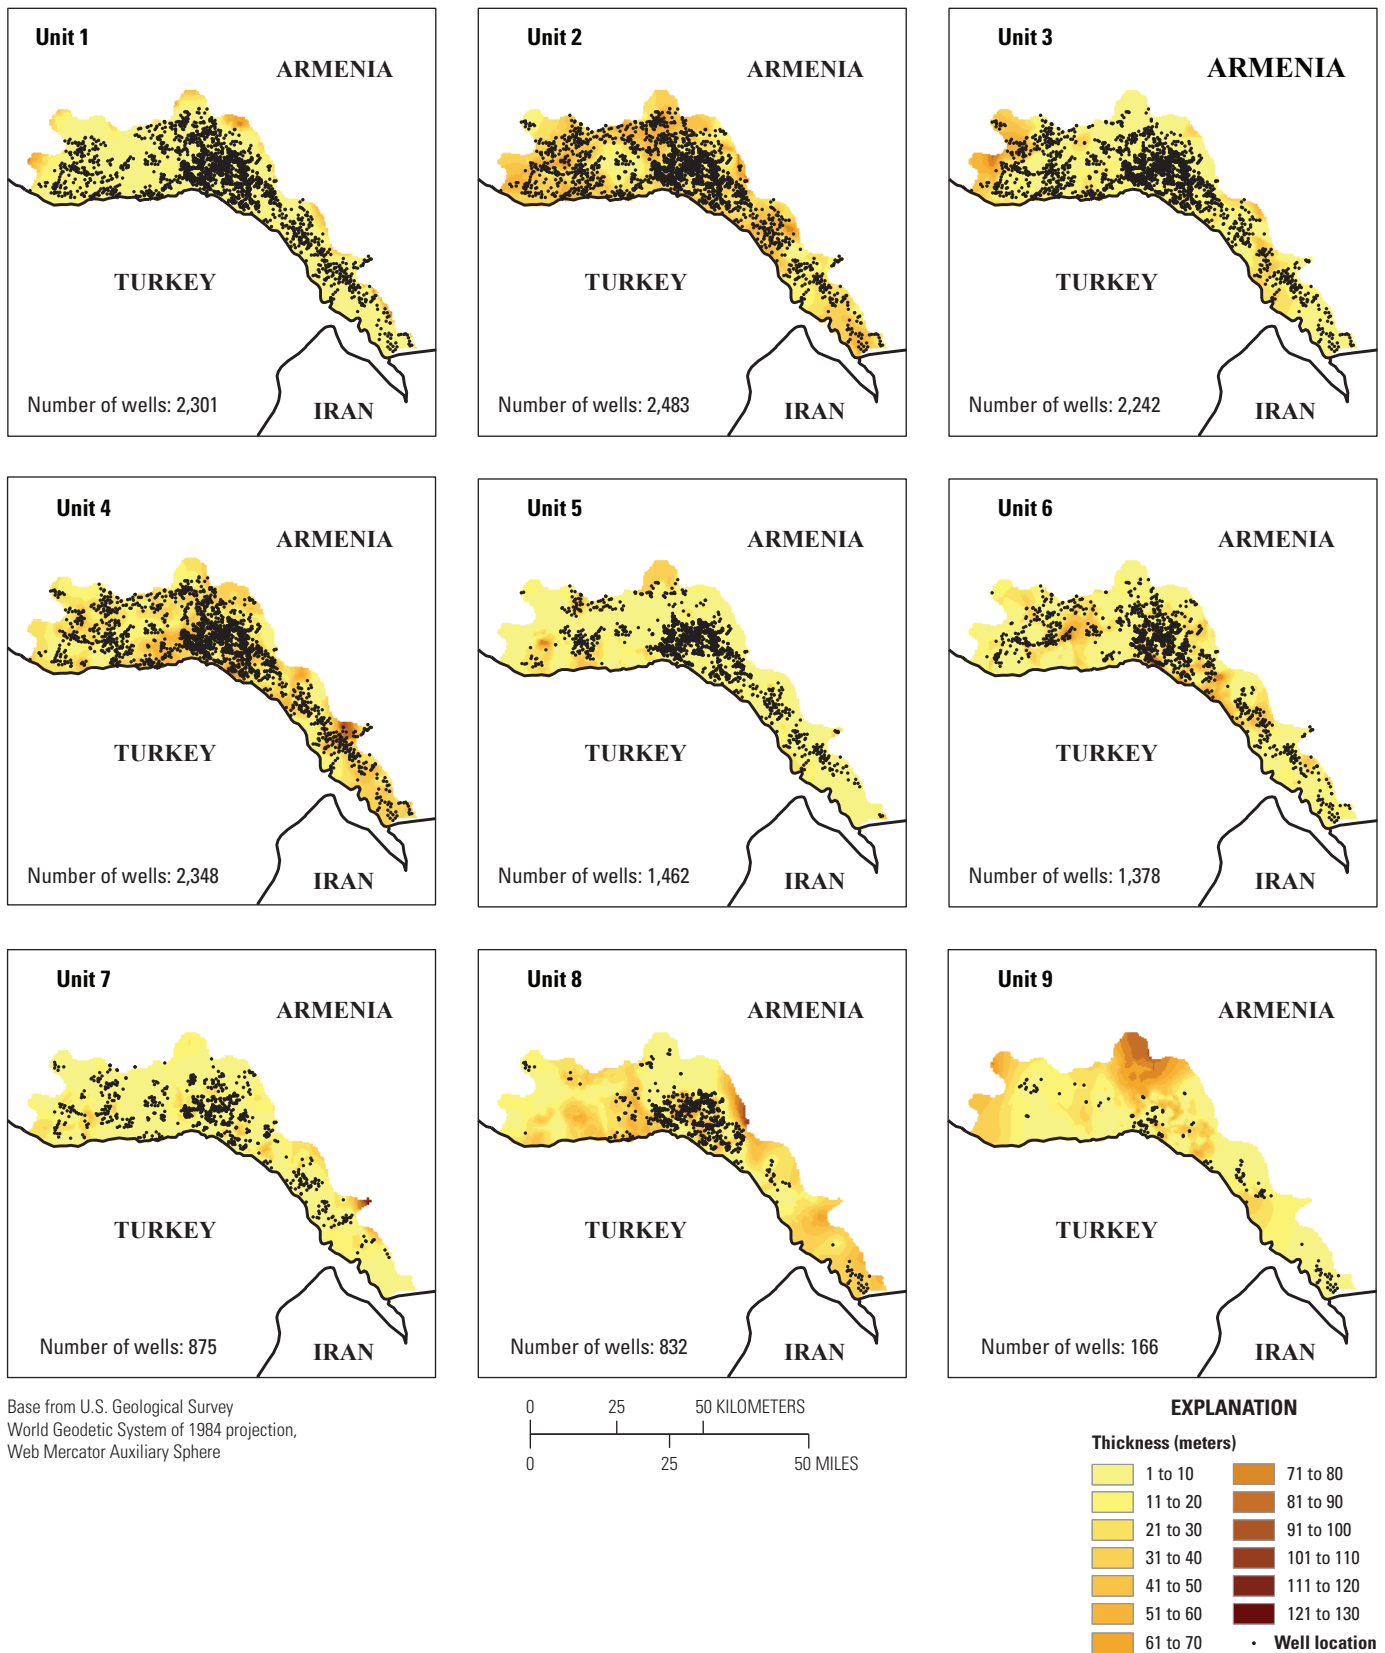 Unit 1
ARMENIA
TURKEY
Number of wells: 2,301
IRAN
Unit 2
ARMENIA
TURKEY
Number of wells: 2,483
IRAN
Unit 3
ARMENIA
TURKEY
Number of wells: 2,242
IRAN
Unit 4
ARMENIA
TURKEY
Number of wells: 2,348
IRAN
Unit 5
ARMENIA
TURKEY
Number of wells: 1,462
IRAN
Unit 6
ARMENIA
TURKEY
Number of wells: 1,378
IRAN
Unit 7
ARMENIA
TURKEY
Number of wells: 875
IRAN
Unit 8
ARMENIA
TURKEY
Number of wells: 832
IRAN
Unit 9
ARMENIA
TURKEY
Number of wells: 166
IRAN
Base from U.S. Geological Survey
World Geodetic System of 1984 projection,
Web Mercator Auxiliary Sphere
0 25 50 KILOMETERS
0 25 50 MILES
EXPLANATION
Thickness (meters)
1 to 10
11 to 20
21 to 30
31 to 40
41 to 50
51 to 60
61 to 70
71 to 80
81 to 90
91 to 100
101 to 110
111 to 120
121 to 130
Well location